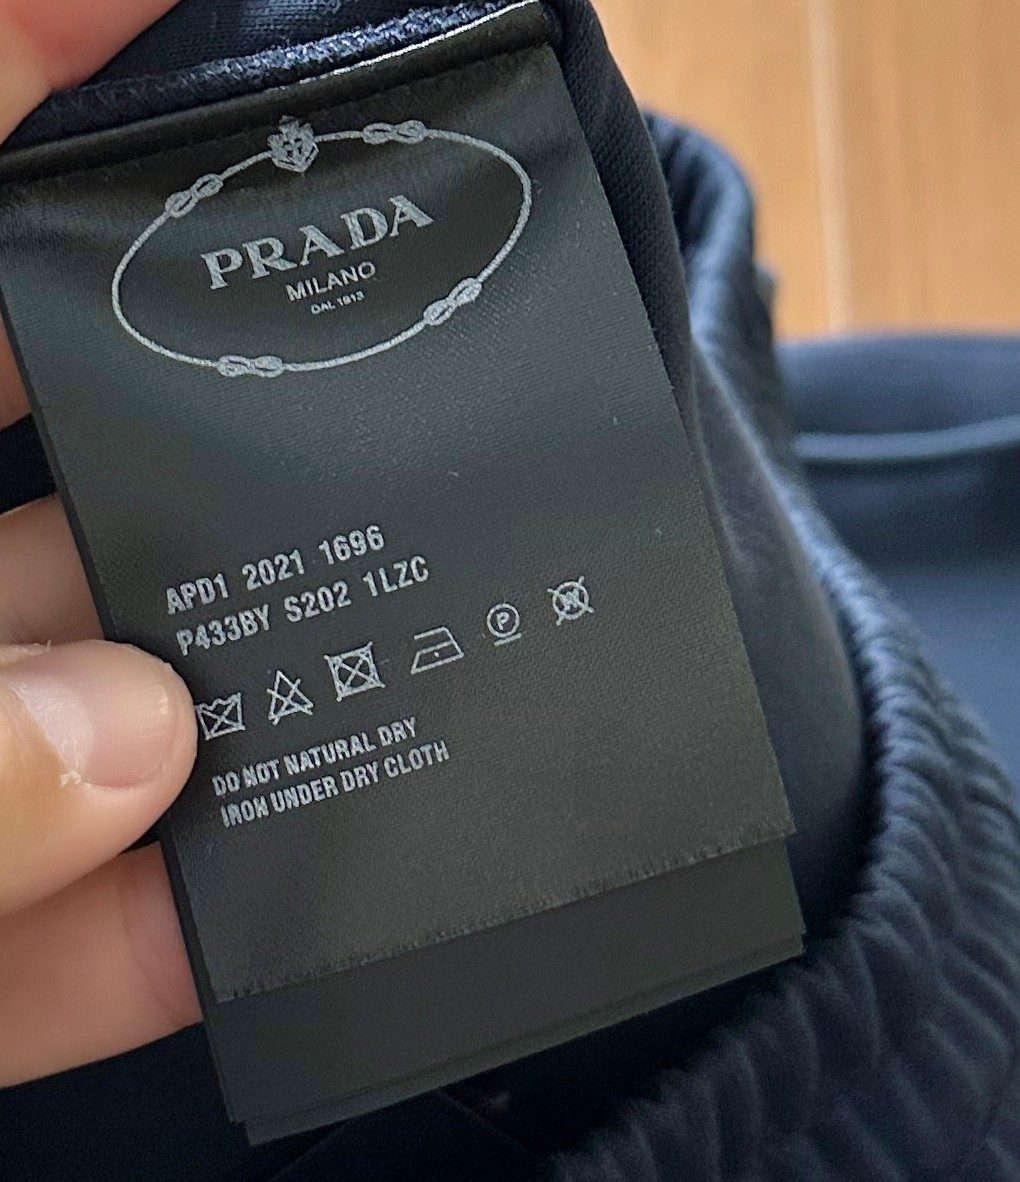 PRADA
MILANO
DAL 1913
APD1 2021 1696
P433BY S202 1LZC
P
W
DO NOT NATURAL DRY
IRON UNDER DRY CLOTH